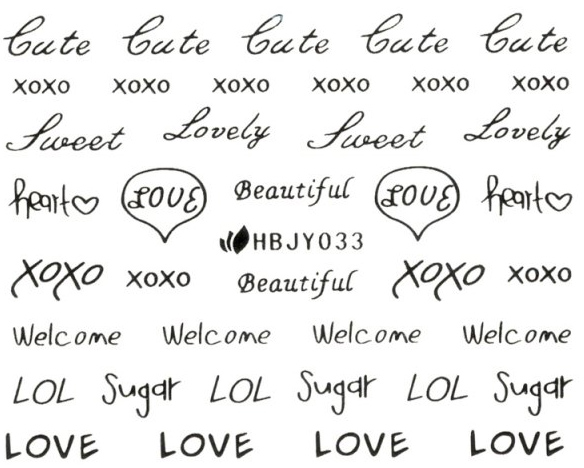 Cute Cute Cute Cute Cute
xoxo xoxo xoxo xoxo xoxo xoxo
Sweet Lovely Sweet Lovely
heart♡ LOVE Beautiful LOVE heart♡
HBJY033
XOXO xoxo Beautiful XOXO xoxo
Welcome Welcome Welcome Welcome
LOL Sugar LOL Sugar LOL Sugar
LOVE LOVE LOVE LOVE